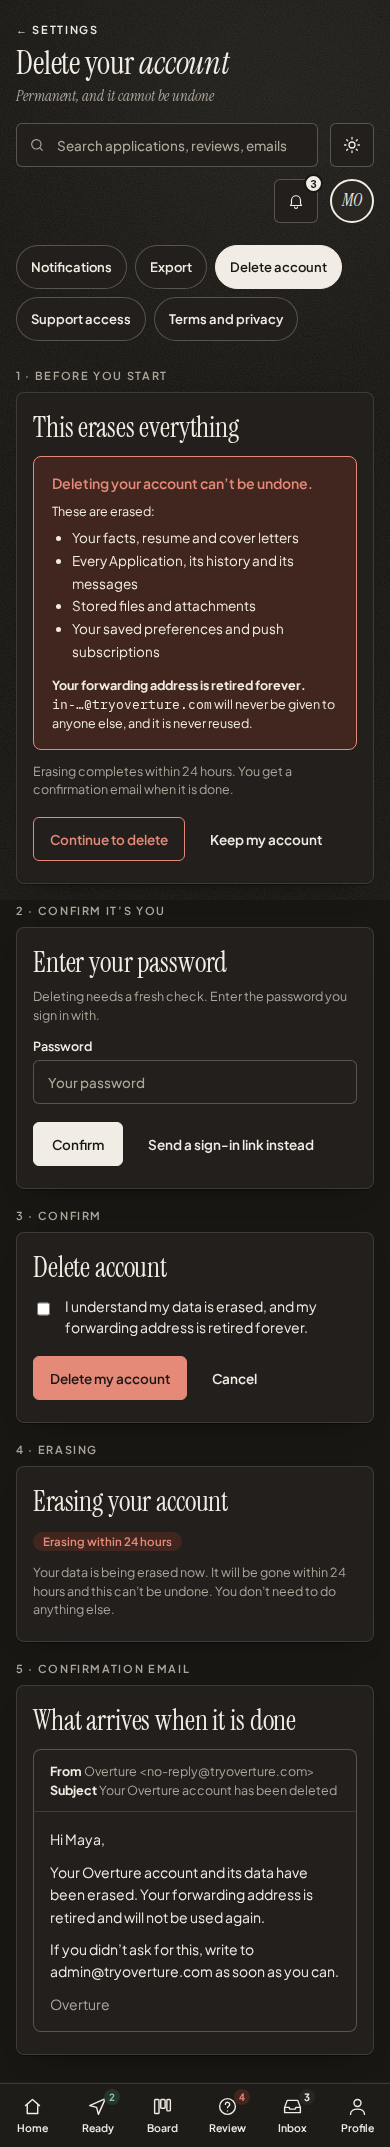 ← SETTINGS
Delete your account
Permanent, and it cannot be undone
Search applications, reviews, emails
3
MO
Notifications
Export
Delete account
Support access
Terms and privacy
1 · BEFORE YOU START
This erases everything
Deleting your account can't be undone.
These are erased:
• Your facts, resume and cover letters
• Every Application, its history and its
messages
• Stored files and attachments
• Your saved preferences and push
subscriptions
Your forwarding address is retired forever.
in-…@tryoverture.com will never be given to
anyone else, and it is never reused.
Erasing completes within 24 hours. You get a
confirmation email when it is done.
Continue to delete
Keep my account
2 · CONFIRM IT'S YOU
Enter your password
Deleting needs a fresh check. Enter the password you
sign in with.
Password
Your password
Confirm
Send a sign-in link instead
3 · CONFIRM
Delete account
I understand my data is erased, and my
forwarding address is retired forever.
Delete my account
Cancel
4 · ERASING
Erasing your account
Erasing within 24 hours
Your data is being erased now. It will be gone within 24
hours and this can't be undone. You don't need to do
anything else.
5 · CONFIRMATION EMAIL
What arrives when it is done
From Overture <no-reply@tryoverture.com>
Subject Your Overture account has been deleted
Hi Maya,
Your Overture account and its data have
been erased. Your forwarding address is
retired and will not be used again.
If you didn't ask for this, write to
admin@tryoverture.com as soon as you can.
Overture
2
4
3
Home
Ready
Board
Review
Inbox
Profile